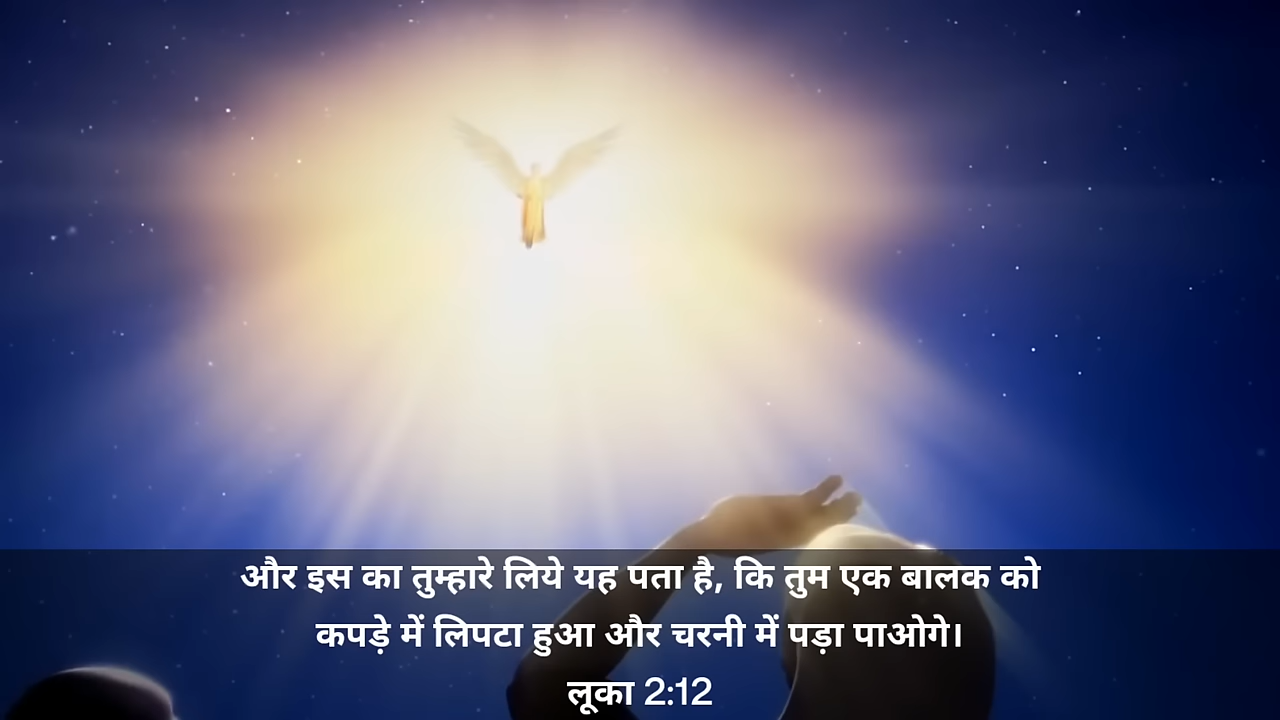 और इस का तुम्हारे लिये यह पता है, कि तुम एक बालक को
कपड़े में लिपटा हुआ और चरनी में पड़ा पाओगे।
लूका 2:12